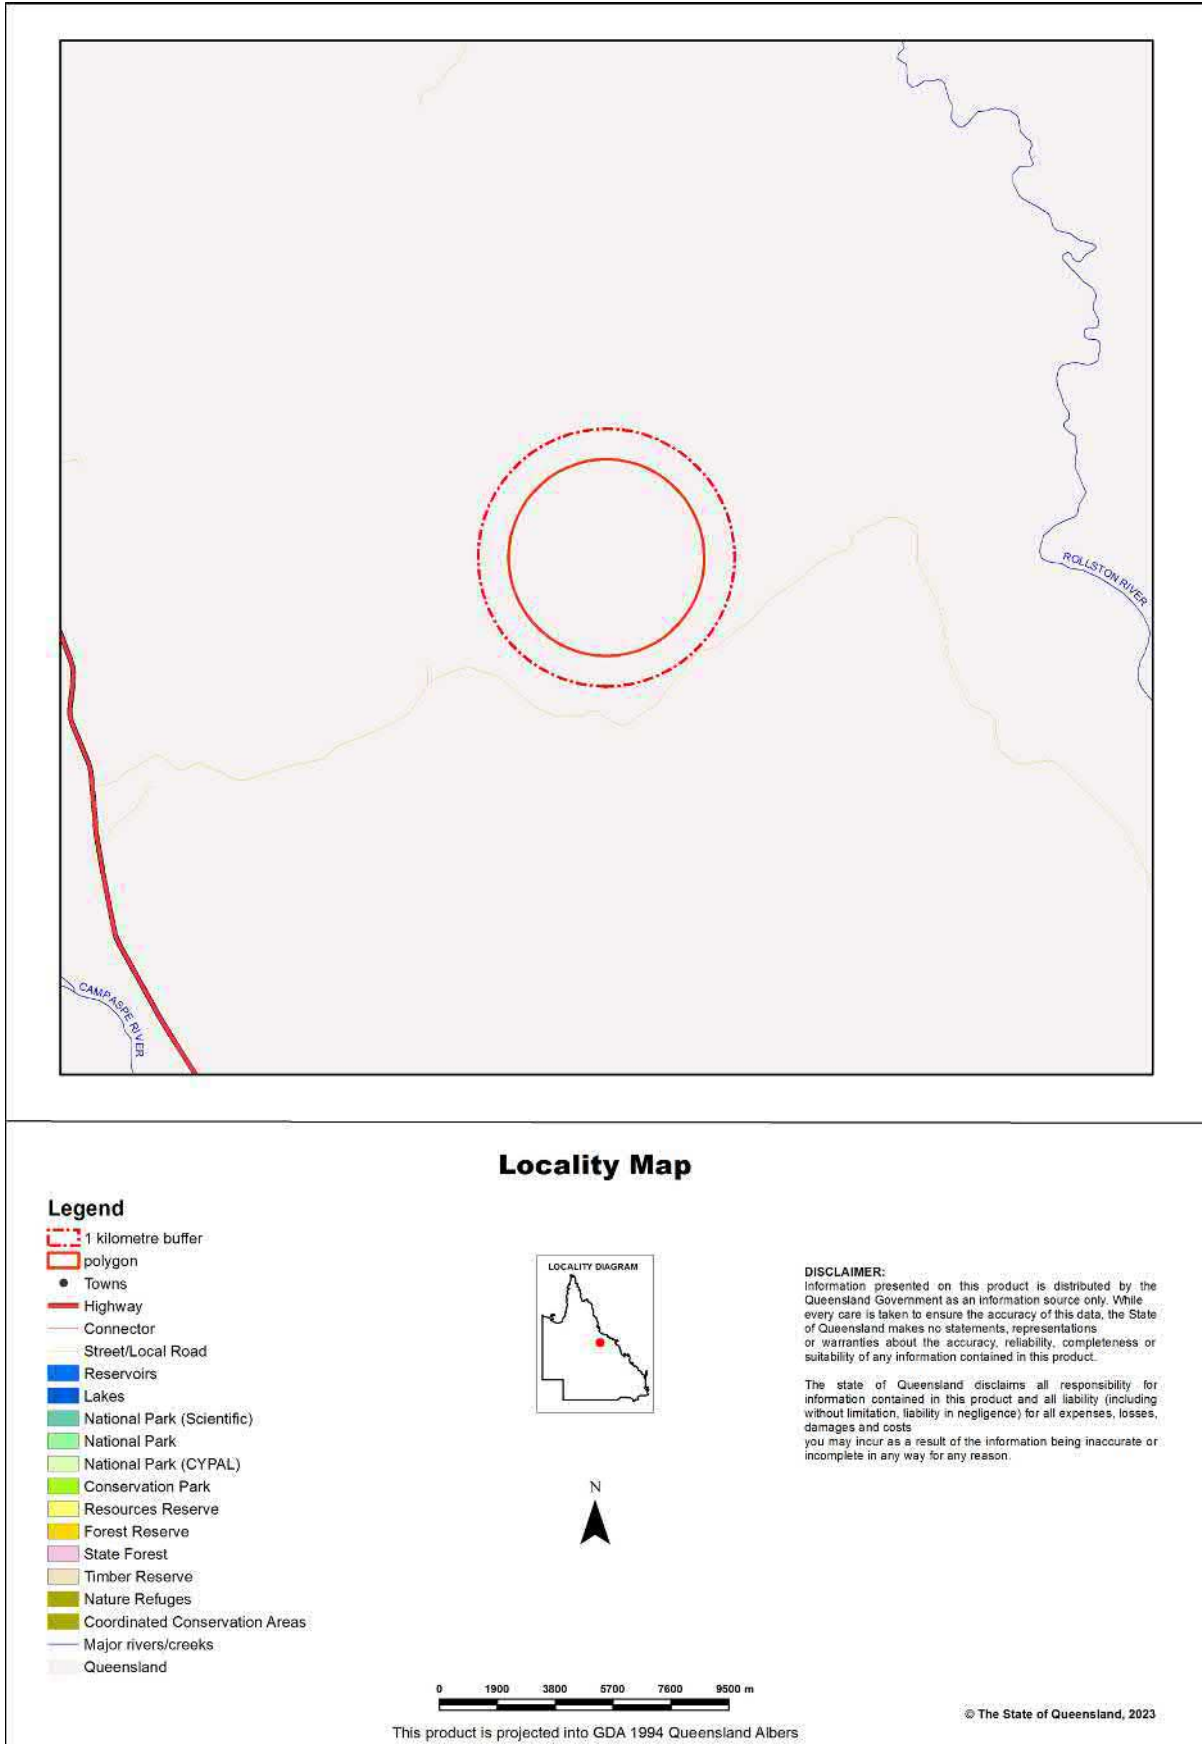 ROLLSTON RIVER
CAMPASPE RIVER
Locality Map
Legend
1 kilometre buffer
polygon
Towns
Highway
Connector
Street/Local Road
Reservoirs
Lakes
National Park (Scientific)
National Park
National Park (CYPAL)
Conservation Park
Resources Reserve
Forest Reserve
State Forest
Timber Reserve
Nature Refuges
Coordinated Conservation Areas
Major rivers/creeks
Queensland
LOCALITY DIAGRAM
N
DISCLAIMER:
Information presented on this product is distributed by the
Queensland Government as an information source only. While
every care is taken to ensure the accuracy of this data, the State
of Queensland makes no statements, representations
or warranties about the accuracy, reliability, completeness or
suitability of any information contained in this product.
The state of Queensland disclaims all responsibility for
information contained in this product and all liability (including
without limitation, liability in negligence) for all expenses, losses,
damages and costs
you may incur as a result of the information being inaccurate or
incomplete in any way for any reason.
0 1900 3800 5700 7600 9500 m
This product is projected into GDA 1994 Queensland Albers
© The State of Queensland, 2023